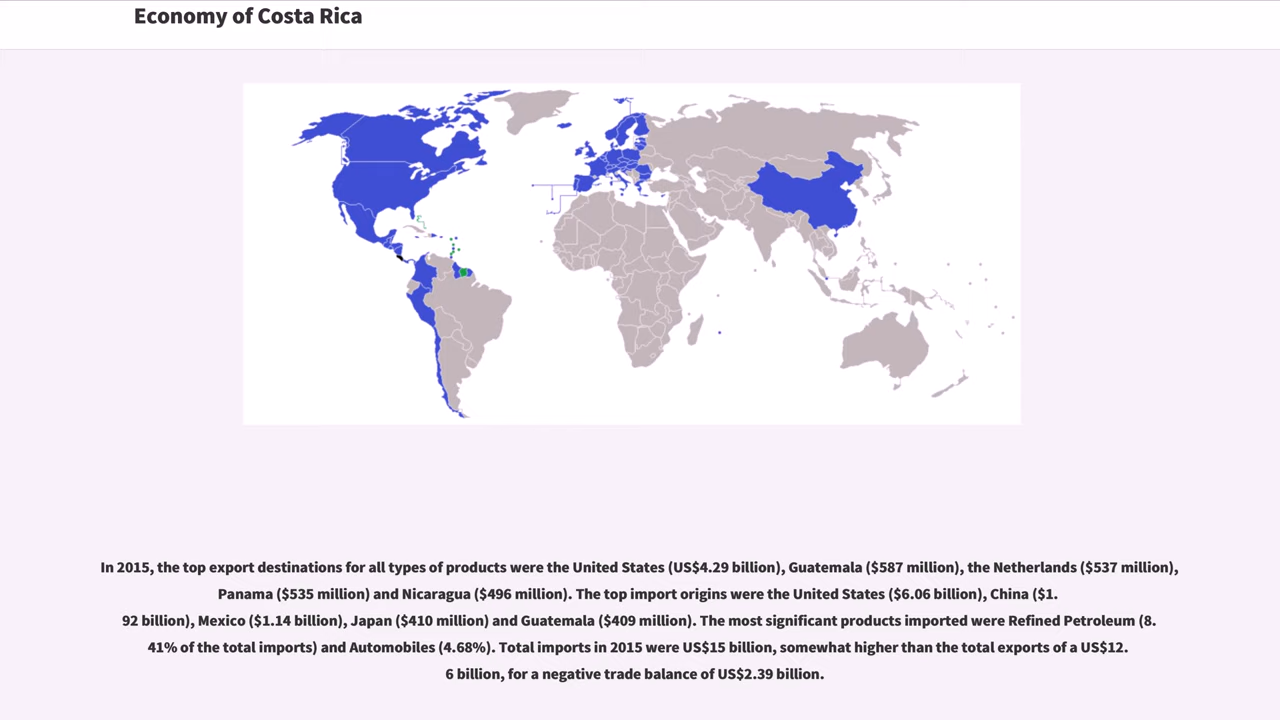 Economy of Costa Rica
In 2015, the top export destinations for all types of products were the United States (US$4.29 billion), Guatemala ($587 million), the Netherlands ($537 million),
Panama ($535 million) and Nicaragua ($496 million). The top import origins were the United States ($6.06 billion), China ($1.
92 billion), Mexico ($1.14 billion), Japan ($410 million) and Guatemala ($409 million). The most significant products imported were Refined Petroleum (8.
41% of the total imports) and Automobiles (4.68%). Total imports in 2015 were US$15 billion, somewhat higher than the total exports of a US$12.
6 billion, for a negative trade balance of US$2.39 billion.